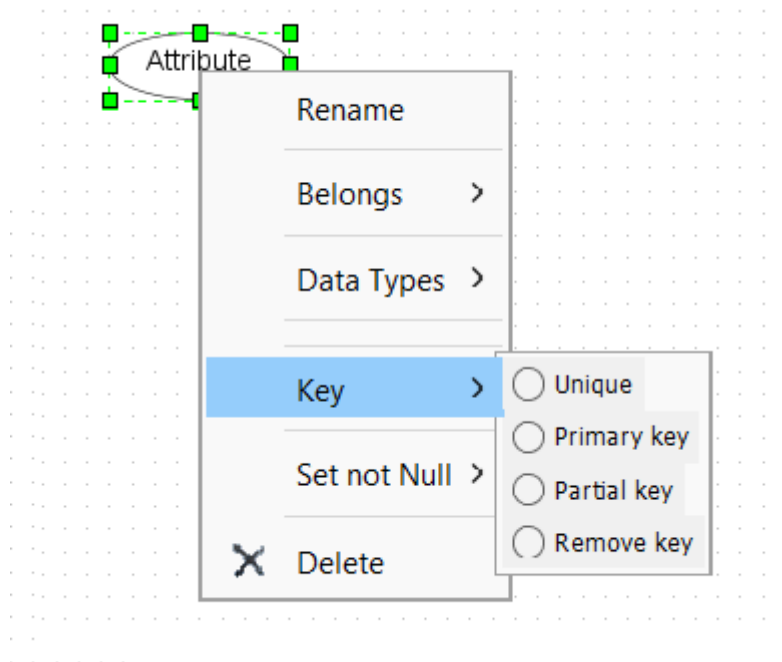 Attribute
Rename
Belongs
Data Types
Key
Unique
Primary key
Partial key
Remove key
Set not Null
Delete